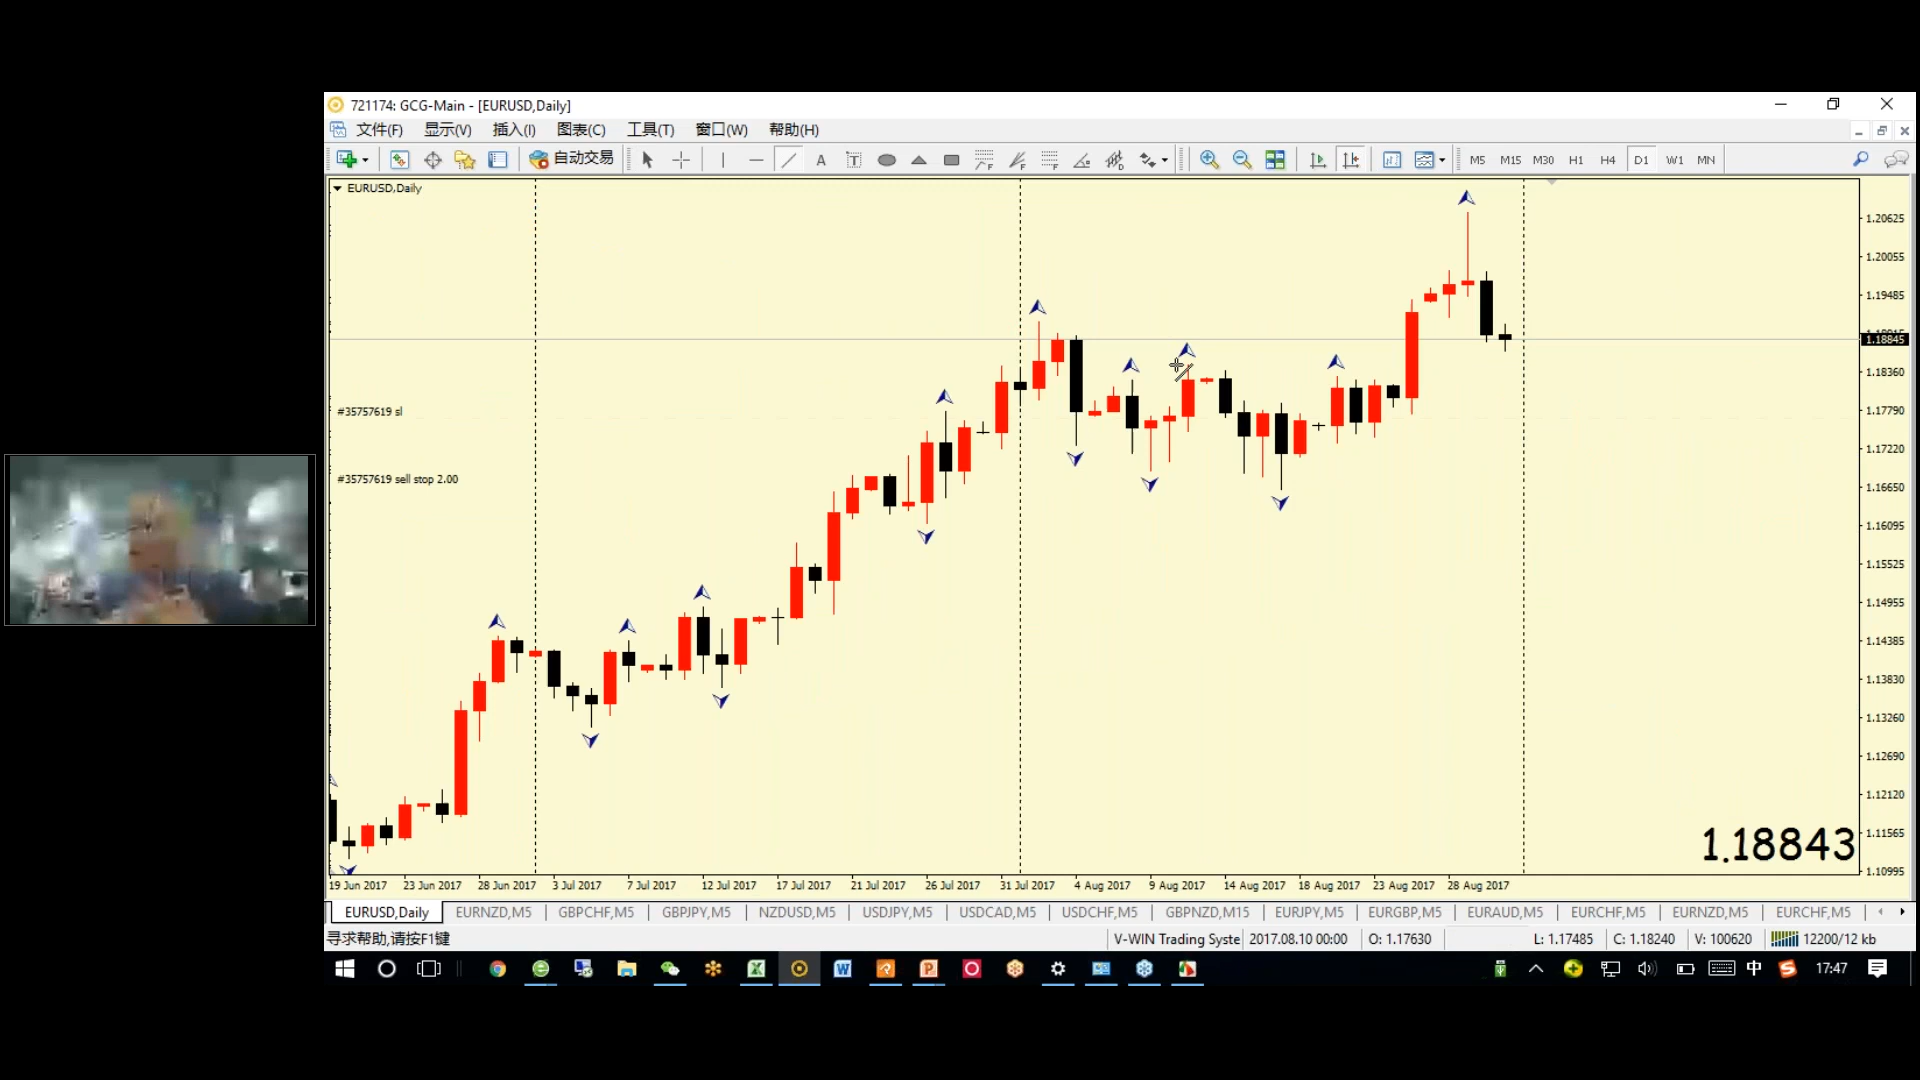 721174: GCG-Main - [EURUSD,Daily]
文件(F) 显示(V) 插入(I) 图表(C) 工具(T) 窗口(W) 帮助(H)
自动交易 A T M5 M15 M30 H1 H4 D1 W1 MN
EURUSD,Daily
1.20625
1.20055
1.19485
1.18845
1.18360
#35757619 sl
1.17790
1.17220
#35757619 sell stop 2.00
1.16650
1.16095
1.15525
1.14955
1.14385
1.13830
1.13260
1.12690
1.12120
1.11565
1.18843
1.10995
19 Jun 2017 23 Jun 2017 28 Jun 2017 3 Jul 2017 7 Jul 2017 12 Jul 2017 17 Jul 2017 21 Jul 2017 26 Jul 2017 31 Jul 2017 4 Aug 2017 9 Aug 2017 14 Aug 2017 18 Aug 2017 23 Aug 2017 28 Aug 2017
EURUSD,Daily EURNZD,M5 GBPCHF,M5 GBPJPY,M5 NZDUSD,M5 USDJPY,M5 USDCAD,M5 USDCHF,M5 GBPNZD,M15 EURJPY,M5 EURGBP,M5 EURAUD,M5 EURCHF,M5 EURNZD,M5 EURCHF,M5
寻求帮助,请按F1键 V-WIN Trading Syste 2017.08.10 00:00 O: 1.17630 L: 1.17485 C: 1.18240 V: 100620 12200/12 kb
中 17:47